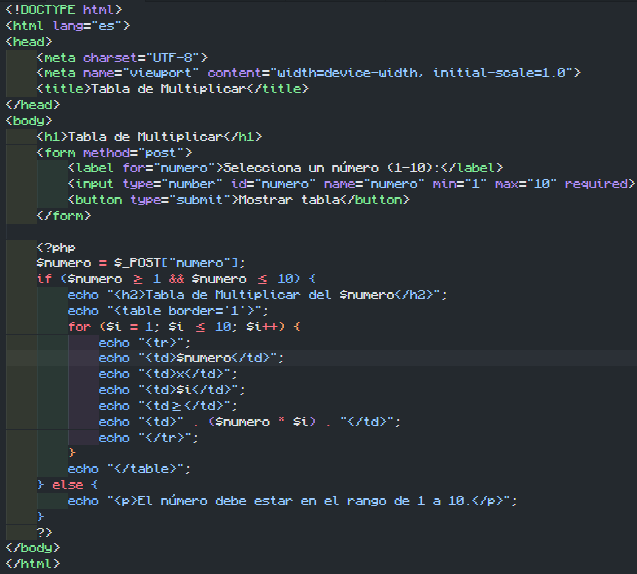 <!DOCTYPE html>
<html lang="es">
<head>
    <meta charset="UTF-8">
    <meta name="viewport" content="width=device-width, initial-scale=1.0">
    <title>Tabla de Multiplicar</title>
</head>
<body>
    <h1>Tabla de Multiplicar</h1>
    <form method="post">
        <label for="numero">Selecciona un número (1-10):</label>
        <input type="number" id="numero" name="numero" min="1" max="10" required>
        <button type="submit">Mostrar tabla</button>
    </form>

    <?php
    $numero = $_POST["numero"];
    if ($numero ≥ 1 && $numero ≤ 10) {
        echo "<h2>Tabla de Multiplicar del $numero</h2>";
        echo "<table border='1'>";
        for ($i = 1; $i ≤ 10; $i++) {
            echo "<tr>";
            echo "<td>$numero</td>";
            echo "<td>x</td>";
            echo "<td>$i</td>";
            echo "<td≥</td>";
            echo "<td>" . ($numero * $i) . "</td>";
            echo "</tr>";
        }
        echo "</table>";
    } else {
        echo "<p>El número debe estar en el rango de 1 a 10.</p>";
    }
    ?>
</body>
</html>